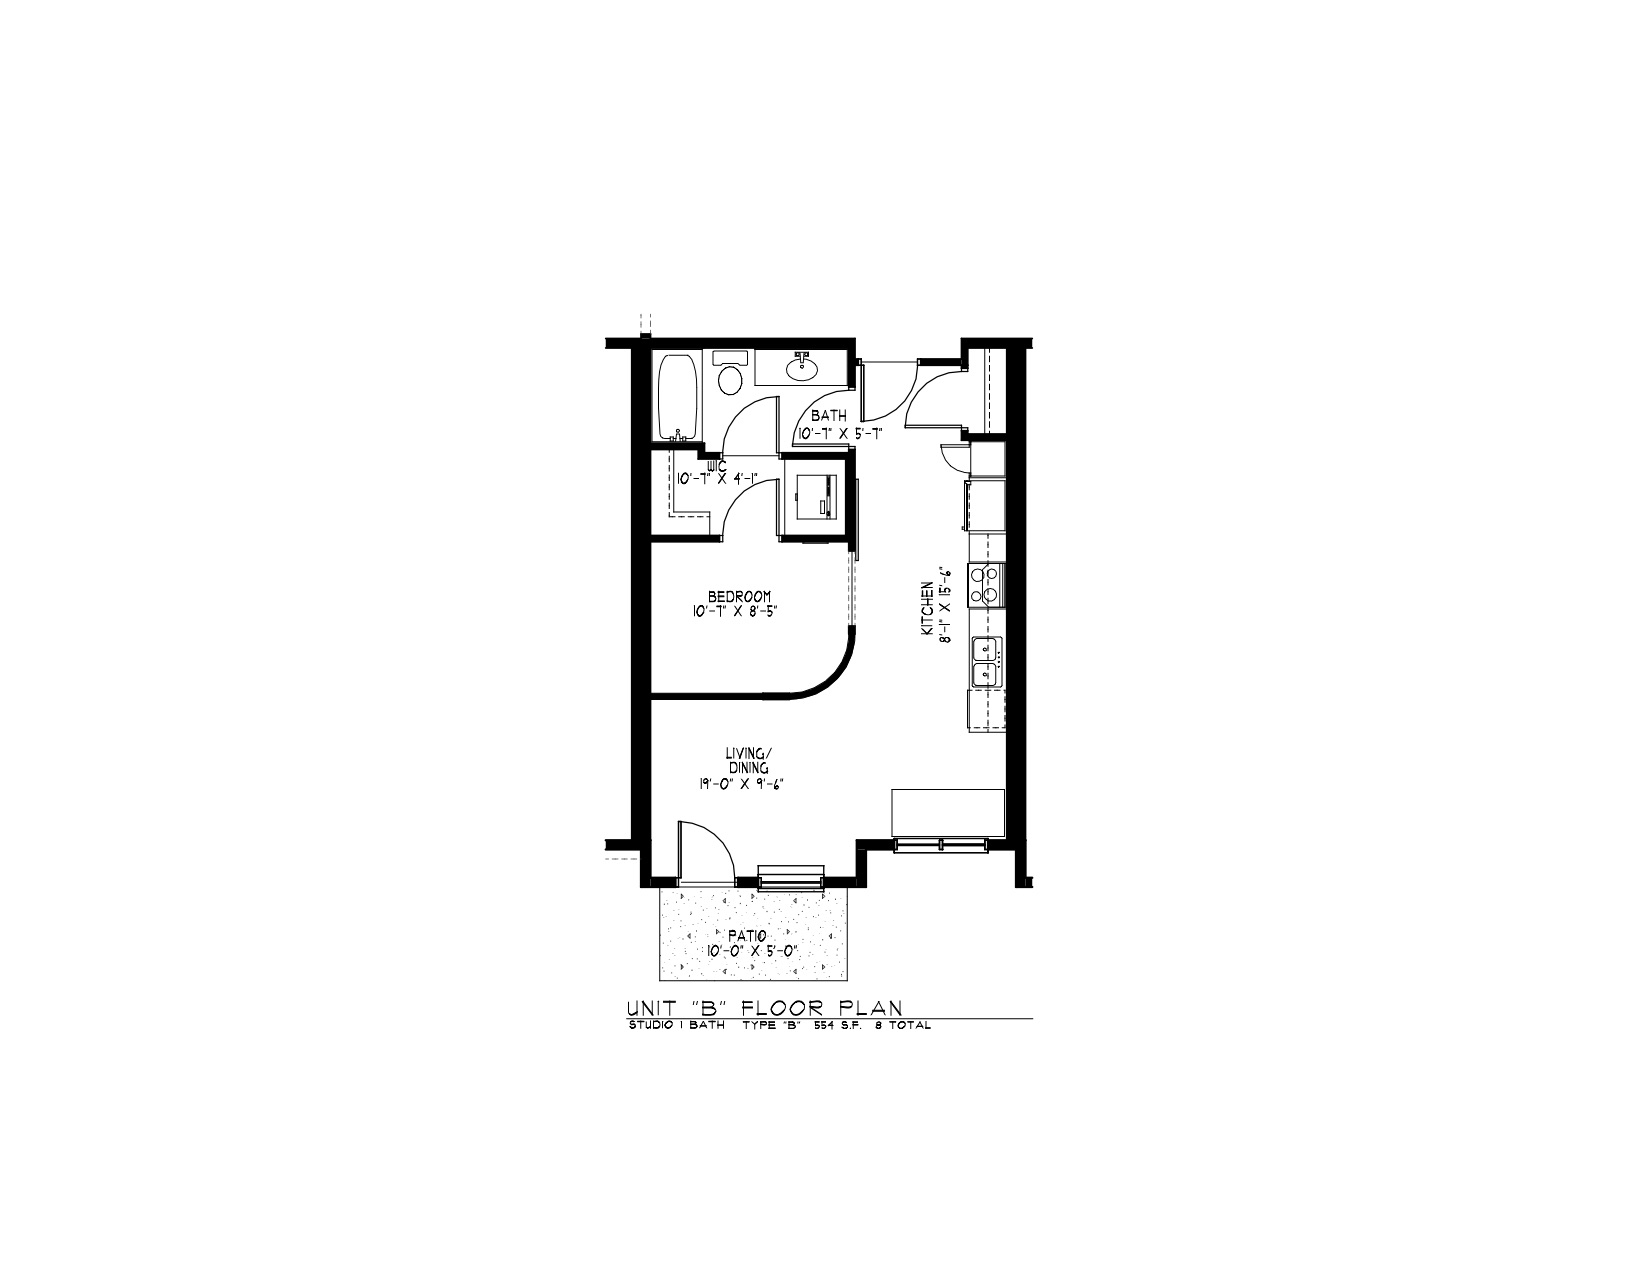 BATH
10'-7" X 5'-7"
WIC
10'-7" X 4'-1"
KITCHEN
8'-1" X 15'-6"
BEDROOM
10'-7" X 8'-5"
LIVING/
DINING
19'-0" X 9'-6"
PATIO
10'-0" X 5'-0"
UNIT "B" FLOOR PLAN
STUDIO 1 BATH TYPE "B" 554 S.F. 8 TOTAL